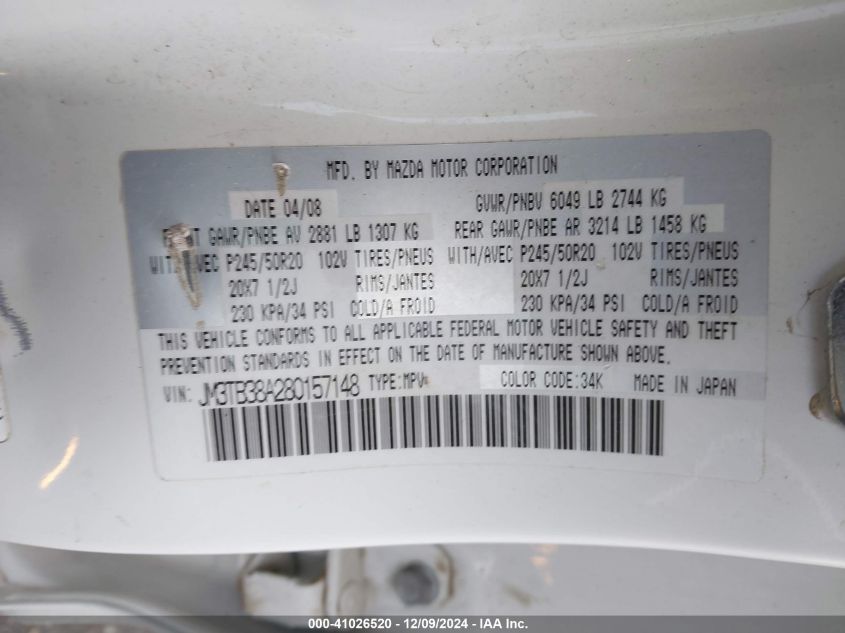 MFD. BY MAZDA MOTOR CORPORATION
DATE 04/08 GVWR/PNBV 6049 LB 2744 KG
GAWR/PNBE AV 2881 LB 1307 KG REAR GAWR/PNBE AR 3214 LB 1458 KG
WITH/AVEC P245/50R20 102V TIRES/PNEUS WITH/AVEC P245/50R20 102V TIRES/PNEUS
20X7 1/2J RIMS/JANTES 20X7 1/2J RIMS/JANTES
230 KPA/34 PSI COLD/A FROID 230 KPA/34 PSI COLD/A FROID
THIS VEHICLE CONFORMS TO ALL APPLICABLE FEDERAL MOTOR VEHICLE SAFETY AND THEFT
PREVENTION STANDARDS IN EFFECT ON THE DATE OF MANUFACTURE SHOWN ABOVE.
VIN: JM3TB38A280157148 TYPE:MPV COLOR CODE:34K MADE IN JAPAN
000-41026520 - 12/09/2024 - IAA Inc.